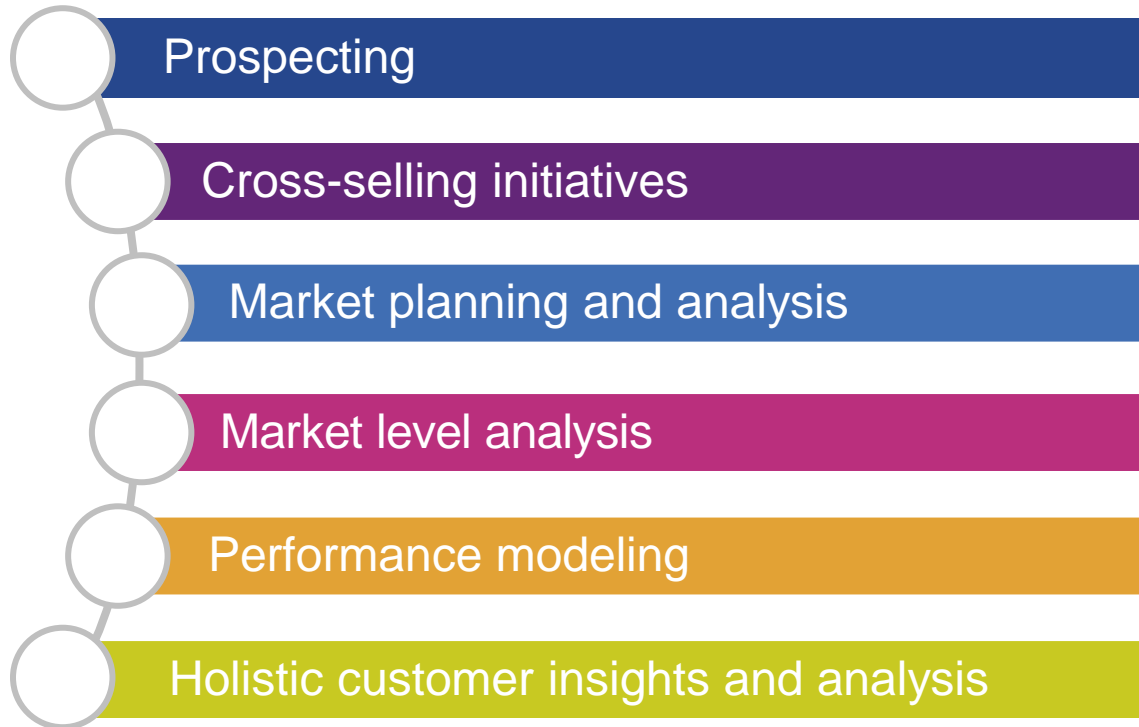 Prospecting
Cross-selling initiatives
Market planning and analysis
Market level analysis
Performance modeling
Holistic customer insights and analysis